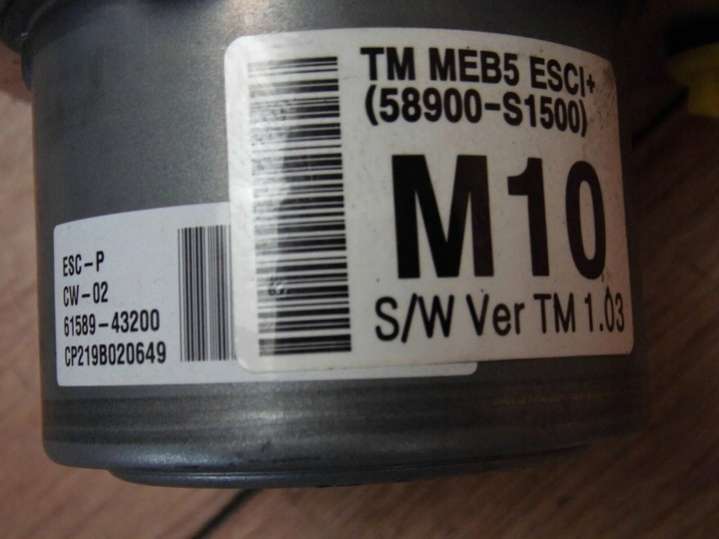 TM MEB5 ESCI+
(58900-S1500)
M10
S/W Ver TM 1.03
ESC-P
CW-02
61589-43200
CP219B020649